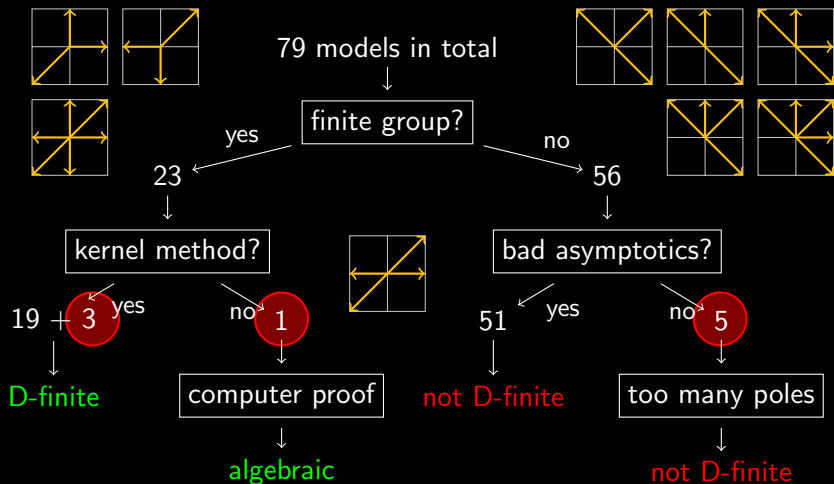 79 models in total
finite group?
yes
no
23
56
kernel method?
bad asymptotics?
19 + 3
yes
no
1
51
yes
no
5
D-finite
computer proof
not D-finite
too many poles
algebraic
not D-finite